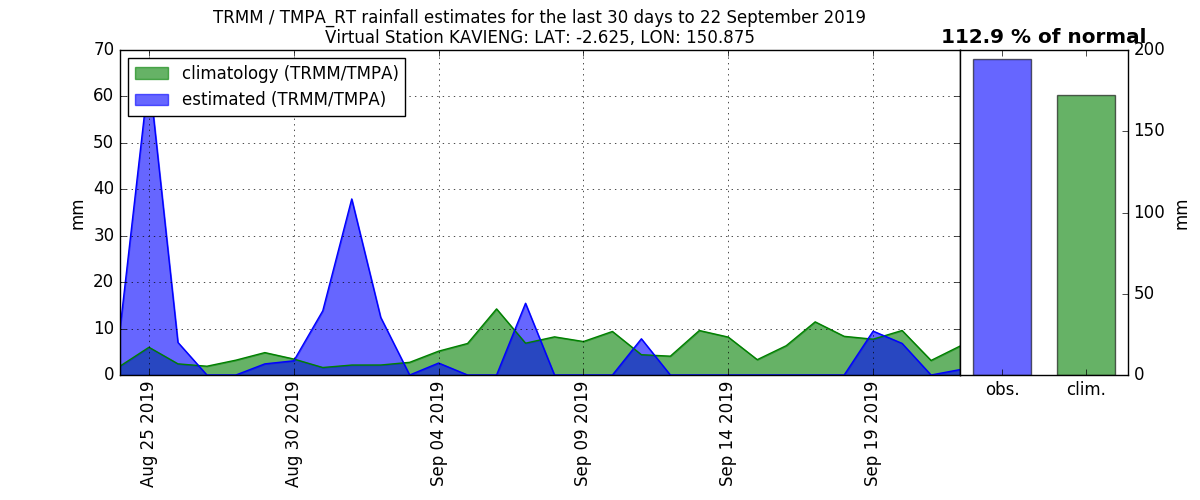 TRMM / TMPA_RT rainfall estimates for the last 30 days to 22 September 2019
Virtual Station KAVIENG: LAT: -2.625, LON: 150.875
112.9 % of normal
climatology (TRMM/TMPA)
estimated (TRMM/TMPA)
70
60
50
40
30
20
10
0
mm
Aug 25 2019
Aug 30 2019
Sep 04 2019
Sep 09 2019
Sep 14 2019
Sep 19 2019
200
150
100
50
0
mm
obs.
clim.